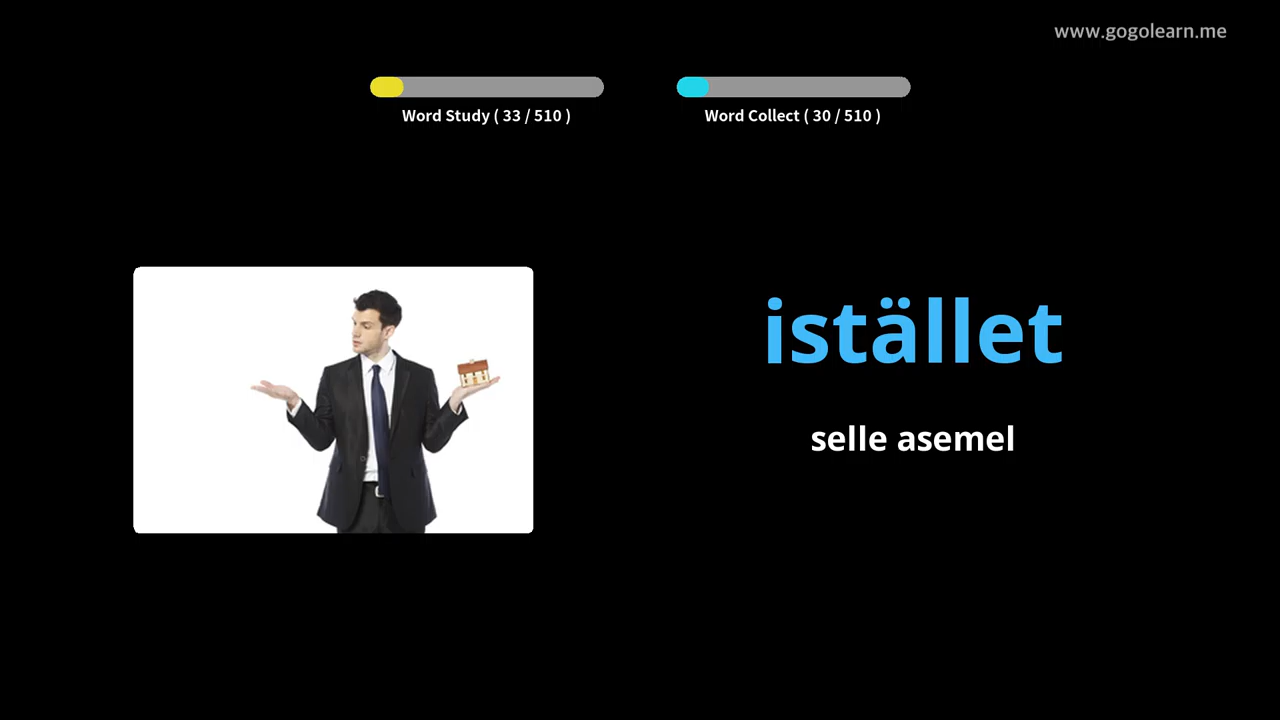 www.gogolearn.me
Word Study ( 33 / 510 )
Word Collect ( 30 / 510 )
istället
selle asemel